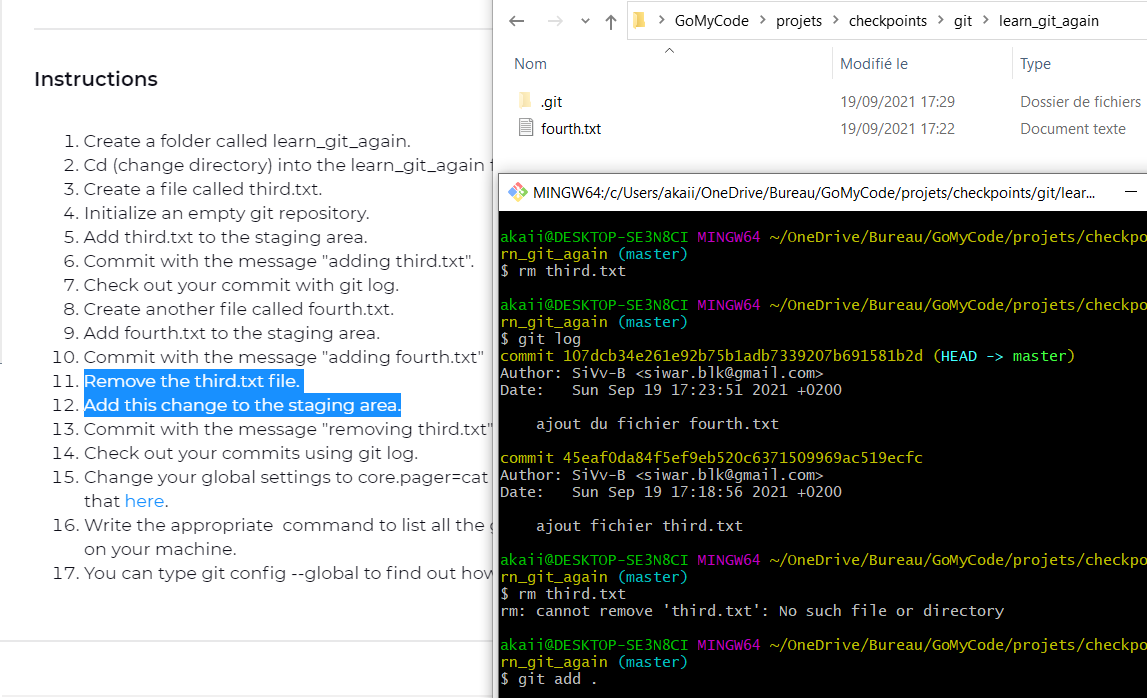 Instructions
1. Create a folder called learn_git_again.
2. Cd (change directory) into the learn_git_again
3. Create a file called third.txt.
4. Initialize an empty git repository.
5. Add third.txt to the staging area.
6. Commit with the message "adding third.txt".
7. Check out your commit with git log.
8. Create another file called fourth.txt.
9. Add fourth.txt to the staging area.
10. Commit with the message "adding fourth.txt"
11. Remove the third.txt file.
12. Add this change to the staging area.
13. Commit with the message "removing third.txt"
14. Check out your commits using git log.
15. Change your global settings to core.pager=cat
that here.
16. Write the appropriate command to list all the
on your machine.
17. You can type git config --global to find out how
GoMyCode > projets > checkpoints > git > learn_git_again
Nom Modifié le Type
.git 19/09/2021 17:29 Dossier de fichiers
fourth.txt 19/09/2021 17:22 Document texte
MINGW64:/c/Users/akaii/OneDrive/Bureau/GoMyCode/projets/checkpoints/git/lear...
akaii@DESKTOP-SE3N8CI MINGW64 ~/OneDrive/Bureau/GoMyCode/projets/checkpo
rn_git_again (master)
$ rm third.txt
akaii@DESKTOP-SE3N8CI MINGW64 ~/OneDrive/Bureau/GoMyCode/projets/checkpo
rn_git_again (master)
$ git log
commit 107dcb34e261e92b75b1adb7339207b691581b2d (HEAD -> master)
Author: SiVv-B <siwar.blk@gmail.com>
Date:   Sun Sep 19 17:23:51 2021 +0200
ajout du fichier fourth.txt
commit 45eaf0da84f5ef9eb520c6371509969ac519ecfc
Author: SiVv-B <siwar.blk@gmail.com>
Date:   Sun Sep 19 17:18:56 2021 +0200
ajout fichier third.txt
akaii@DESKTOP-SE3N8CI MINGW64 ~/OneDrive/Bureau/GoMyCode/projets/checkpo
rn_git_again (master)
$ rm third.txt
rm: cannot remove 'third.txt': No such file or directory
akaii@DESKTOP-SE3N8CI MINGW64 ~/OneDrive/Bureau/GoMyCode/projets/checkpo
rn_git_again (master)
$ git add .